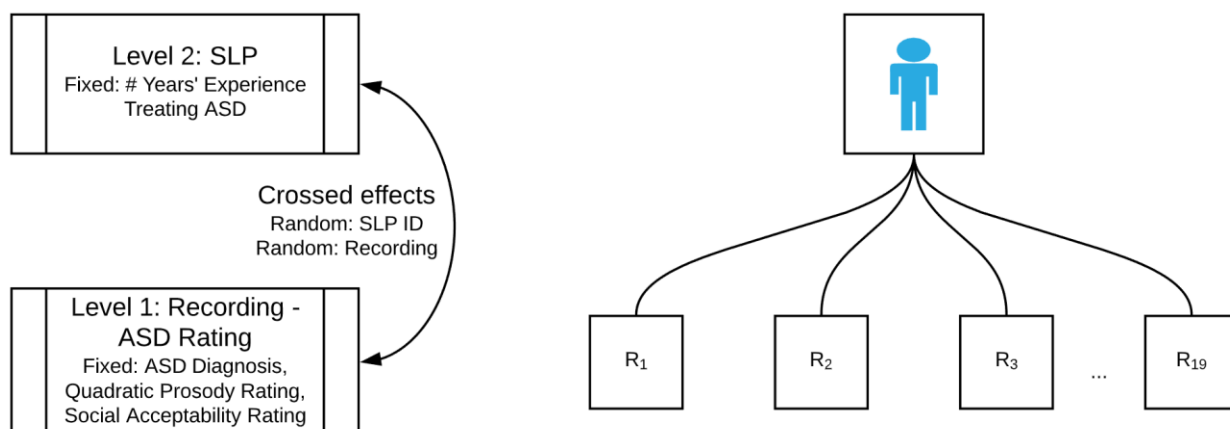 Level 2: SLP
Fixed: # Years' Experience
Treating ASD
Crossed effects
Random: SLP ID
Random: Recording
Level 1: Recording -
ASD Rating
Fixed: ASD Diagnosis,
Quadratic Prosody Rating,
Social Acceptability Rating
R1
R2
R3
...
R19